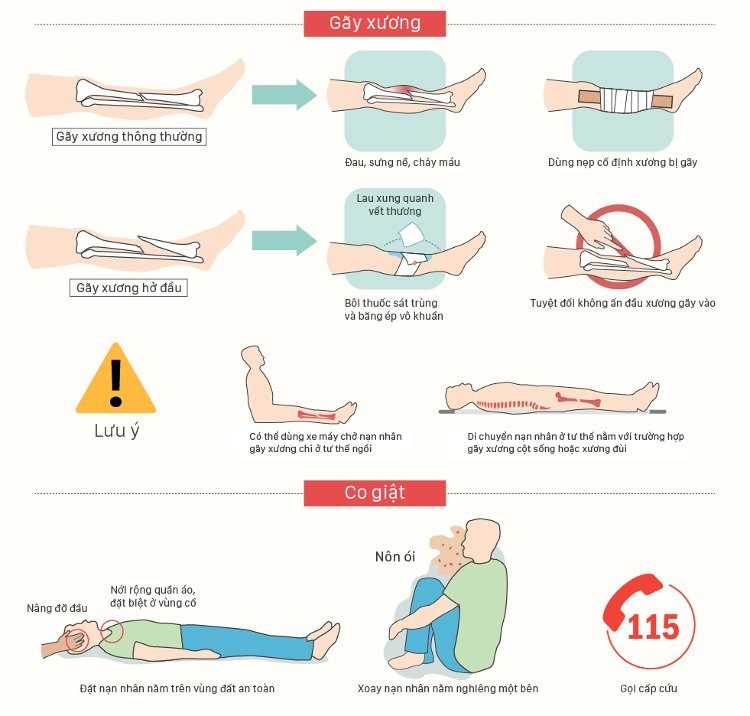 Gãy xương
Gãy xương thông thường
Đau, sưng nề, chảy máu
Dùng nẹp cố định xương bị gãy
Gãy xương hở đầu
Lau xung quanh
vết thương
Bôi thuốc sát trùng
và băng ép vô khuẩn
Tuyệt đối không ấn đầu xương gãy vào
Lưu ý
Có thể dùng xe máy chở nạn nhân
gãy xương chi ở tư thế ngồi
Di chuyển nạn nhân ở tư thế nằm với trường hợp
gãy xương cột sống hoặc xương đùi
Co giật
Nâng đỡ đầu
Nới rộng quần áo,
đặt biệt ở vùng cổ
Đặt nạn nhân nằm trên vùng đất an toàn
Nôn ói
Xoay nạn nhân nằm nghiêng một bên
115
Gọi cấp cứu